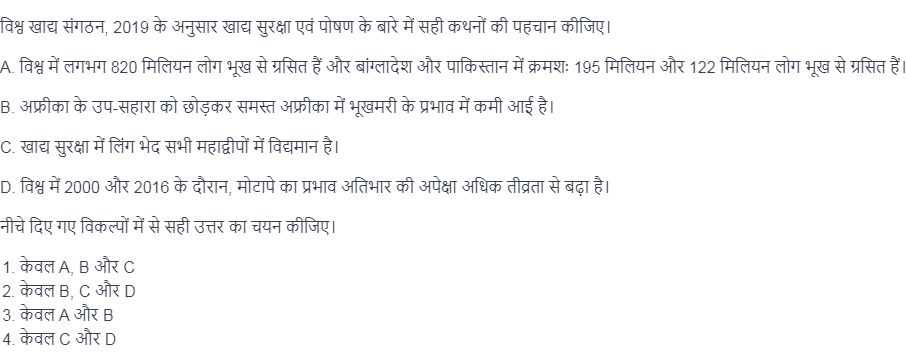 विश्व खाद्य संगठन, 2019 के अनुसार खाद्य सुरक्षा एवं पोषण के बारे में सही कथनों की पहचान कीजिए।
A. विश्व में लगभग 820 मिलियन लोग भूख से ग्रसित हैं और बांग्लादेश और पाकिस्तान में क्रमशः 195 मिलियन और 122 मिलियन लोग भूख से ग्रसित हैं।
B. अफ्रीका के उप-सहारा को छोड़कर समस्त अफ्रीका में भूखमरी के प्रभाव में कमी आई है।
C. खाद्य सुरक्षा में लिंग भेद सभी महाद्वीपों में विद्यमान है।
D. विश्व में 2000 और 2016 के दौरान, मोटापे का प्रभाव अतिभार की अपेक्षा अधिक तीव्रता से बढ़ा है।
नीचे दिए गए विकल्पों में से सही उत्तर का चयन कीजिए।
1. केवल A, B और C
2. केवल B, C और D
3. केवल A और B
4. केवल C और D